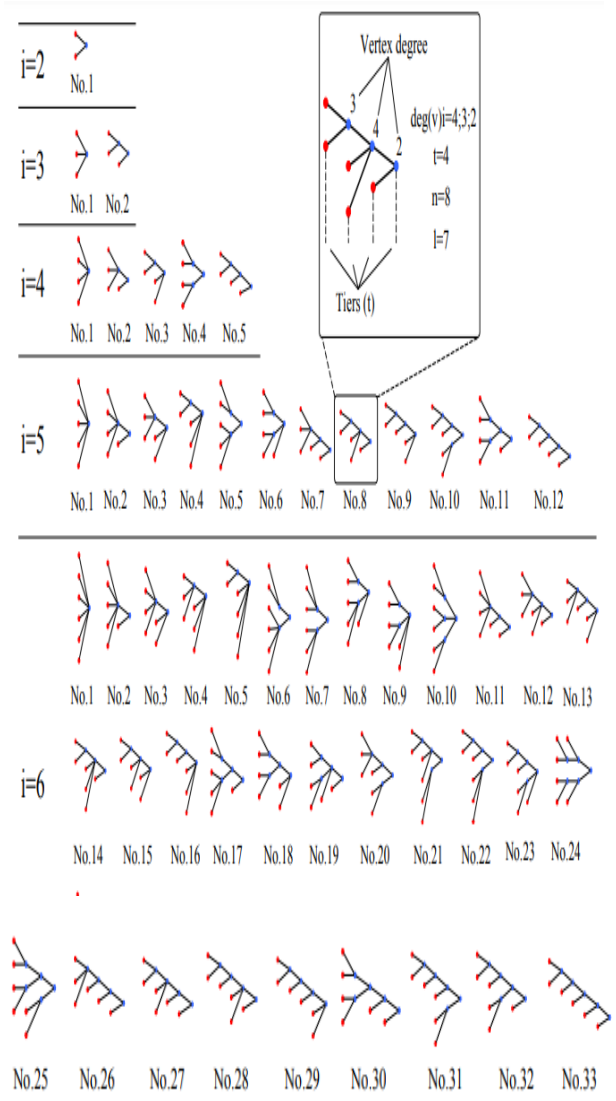 i=2
No.1
i=3
No.1 No.2
i=4
No.1 No.2 No.3 No.4 No.5
Vertex degree
3
4
2
deg(v)i=4;3;2
t=4
n=8
l=7
Tiers (t)
i=5
No.1 No.2 No.3 No.4 No.5 No.6 No.7 No.8 No.9 No.10 No.11 No.12
i=6
No.1 No.2 No.3 No.4 No.5 No.6 No.7 No.8 No.9 No.10 No.11 No.12 No.13
No.14 No.15 No.16 No.17 No.18 No.19 No.20 No.21 No.22 No.23 No.24
No.25 No.26 No.27 No.28 No.29 No.30 No.31 No.32 No.33